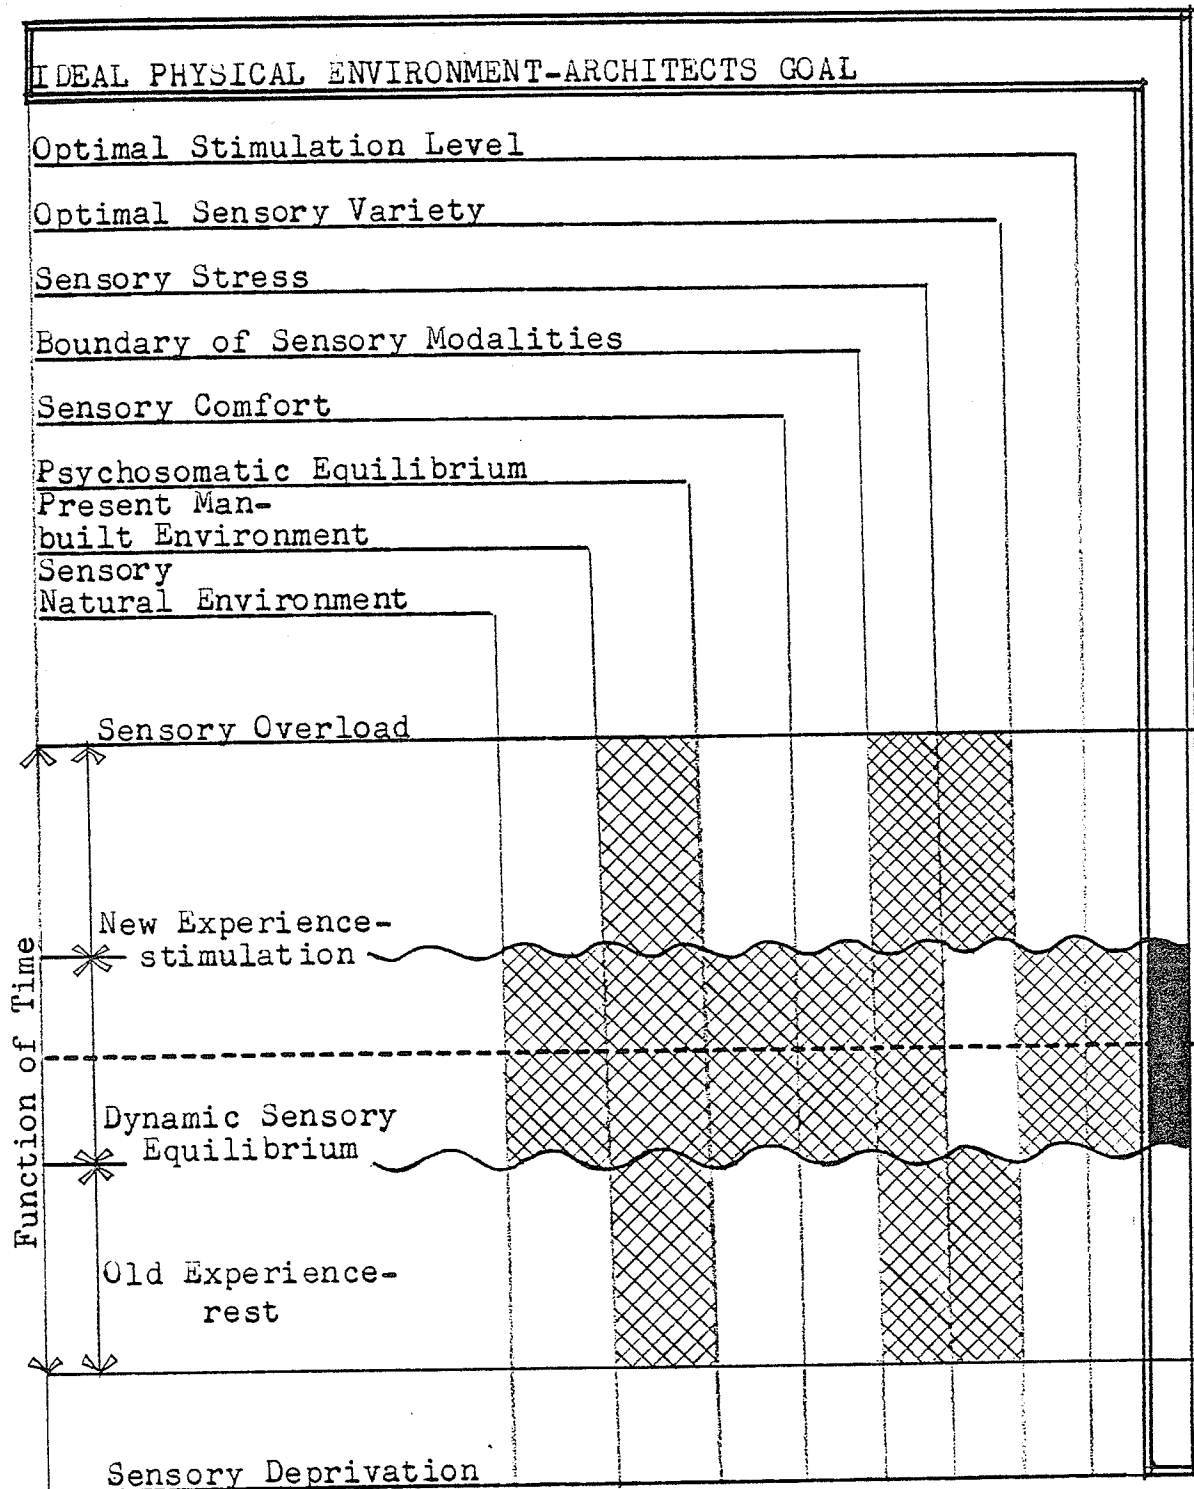 IDEAL PHYSICAL ENVIRONMENT-ARCHITECTS GOAL
Optimal Stimulation Level
Optimal Sensory Variety
Sensory Stress
Boundary of Sensory Modalities
Sensory Comfort
Psychosomatic Equilibrium
Present Man-
built Environment
Sensory
Natural Environment
Sensory Overload
New Experience-
stimulation
Function of Time
Dynamic Sensory
Equilibrium
Old Experience-
rest
Sensory Deprivation